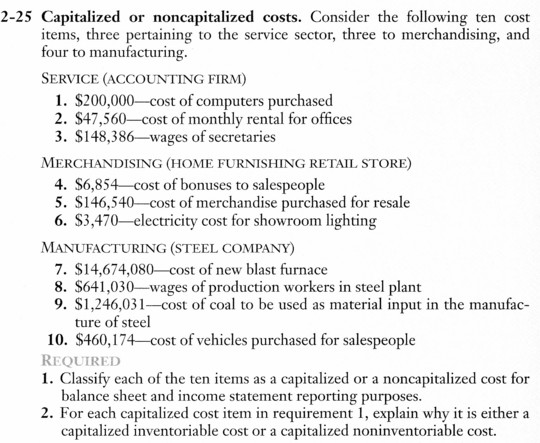 2-25 Capitalized or noncapitalized costs. Consider the following ten cost
items, three pertaining to the service sector, three to merchandising, and
four to manufacturing.
SERVICE (ACCOUNTING FIRM)
1. $200,000—cost of computers purchased
2. $47,560—cost of monthly rental for offices
3. $148,386—wages of secretaries
MERCHANDISING (HOME FURNISHING RETAIL STORE)
4. $6,854—cost of bonuses to salespeople
5. $146,540—cost of merchandise purchased for resale
6. $3,470—electricity cost for showroom lighting
MANUFACTURING (STEEL COMPANY)
7. $14,674,080—cost of new blast furnace
8. $641,030—wages of production workers in steel plant
9. $1,246,031—cost of coal to be used as material input in the manufac-
ture of steel
10. $460,174—cost of vehicles purchased for salespeople
REQUIRED
1. Classify each of the ten items as a capitalized or a noncapitalized cost for
balance sheet and income statement reporting purposes.
2. For each capitalized cost item in requirement 1, explain why it is either a
capitalized inventoriable cost or a capitalized noninventoriable cost.